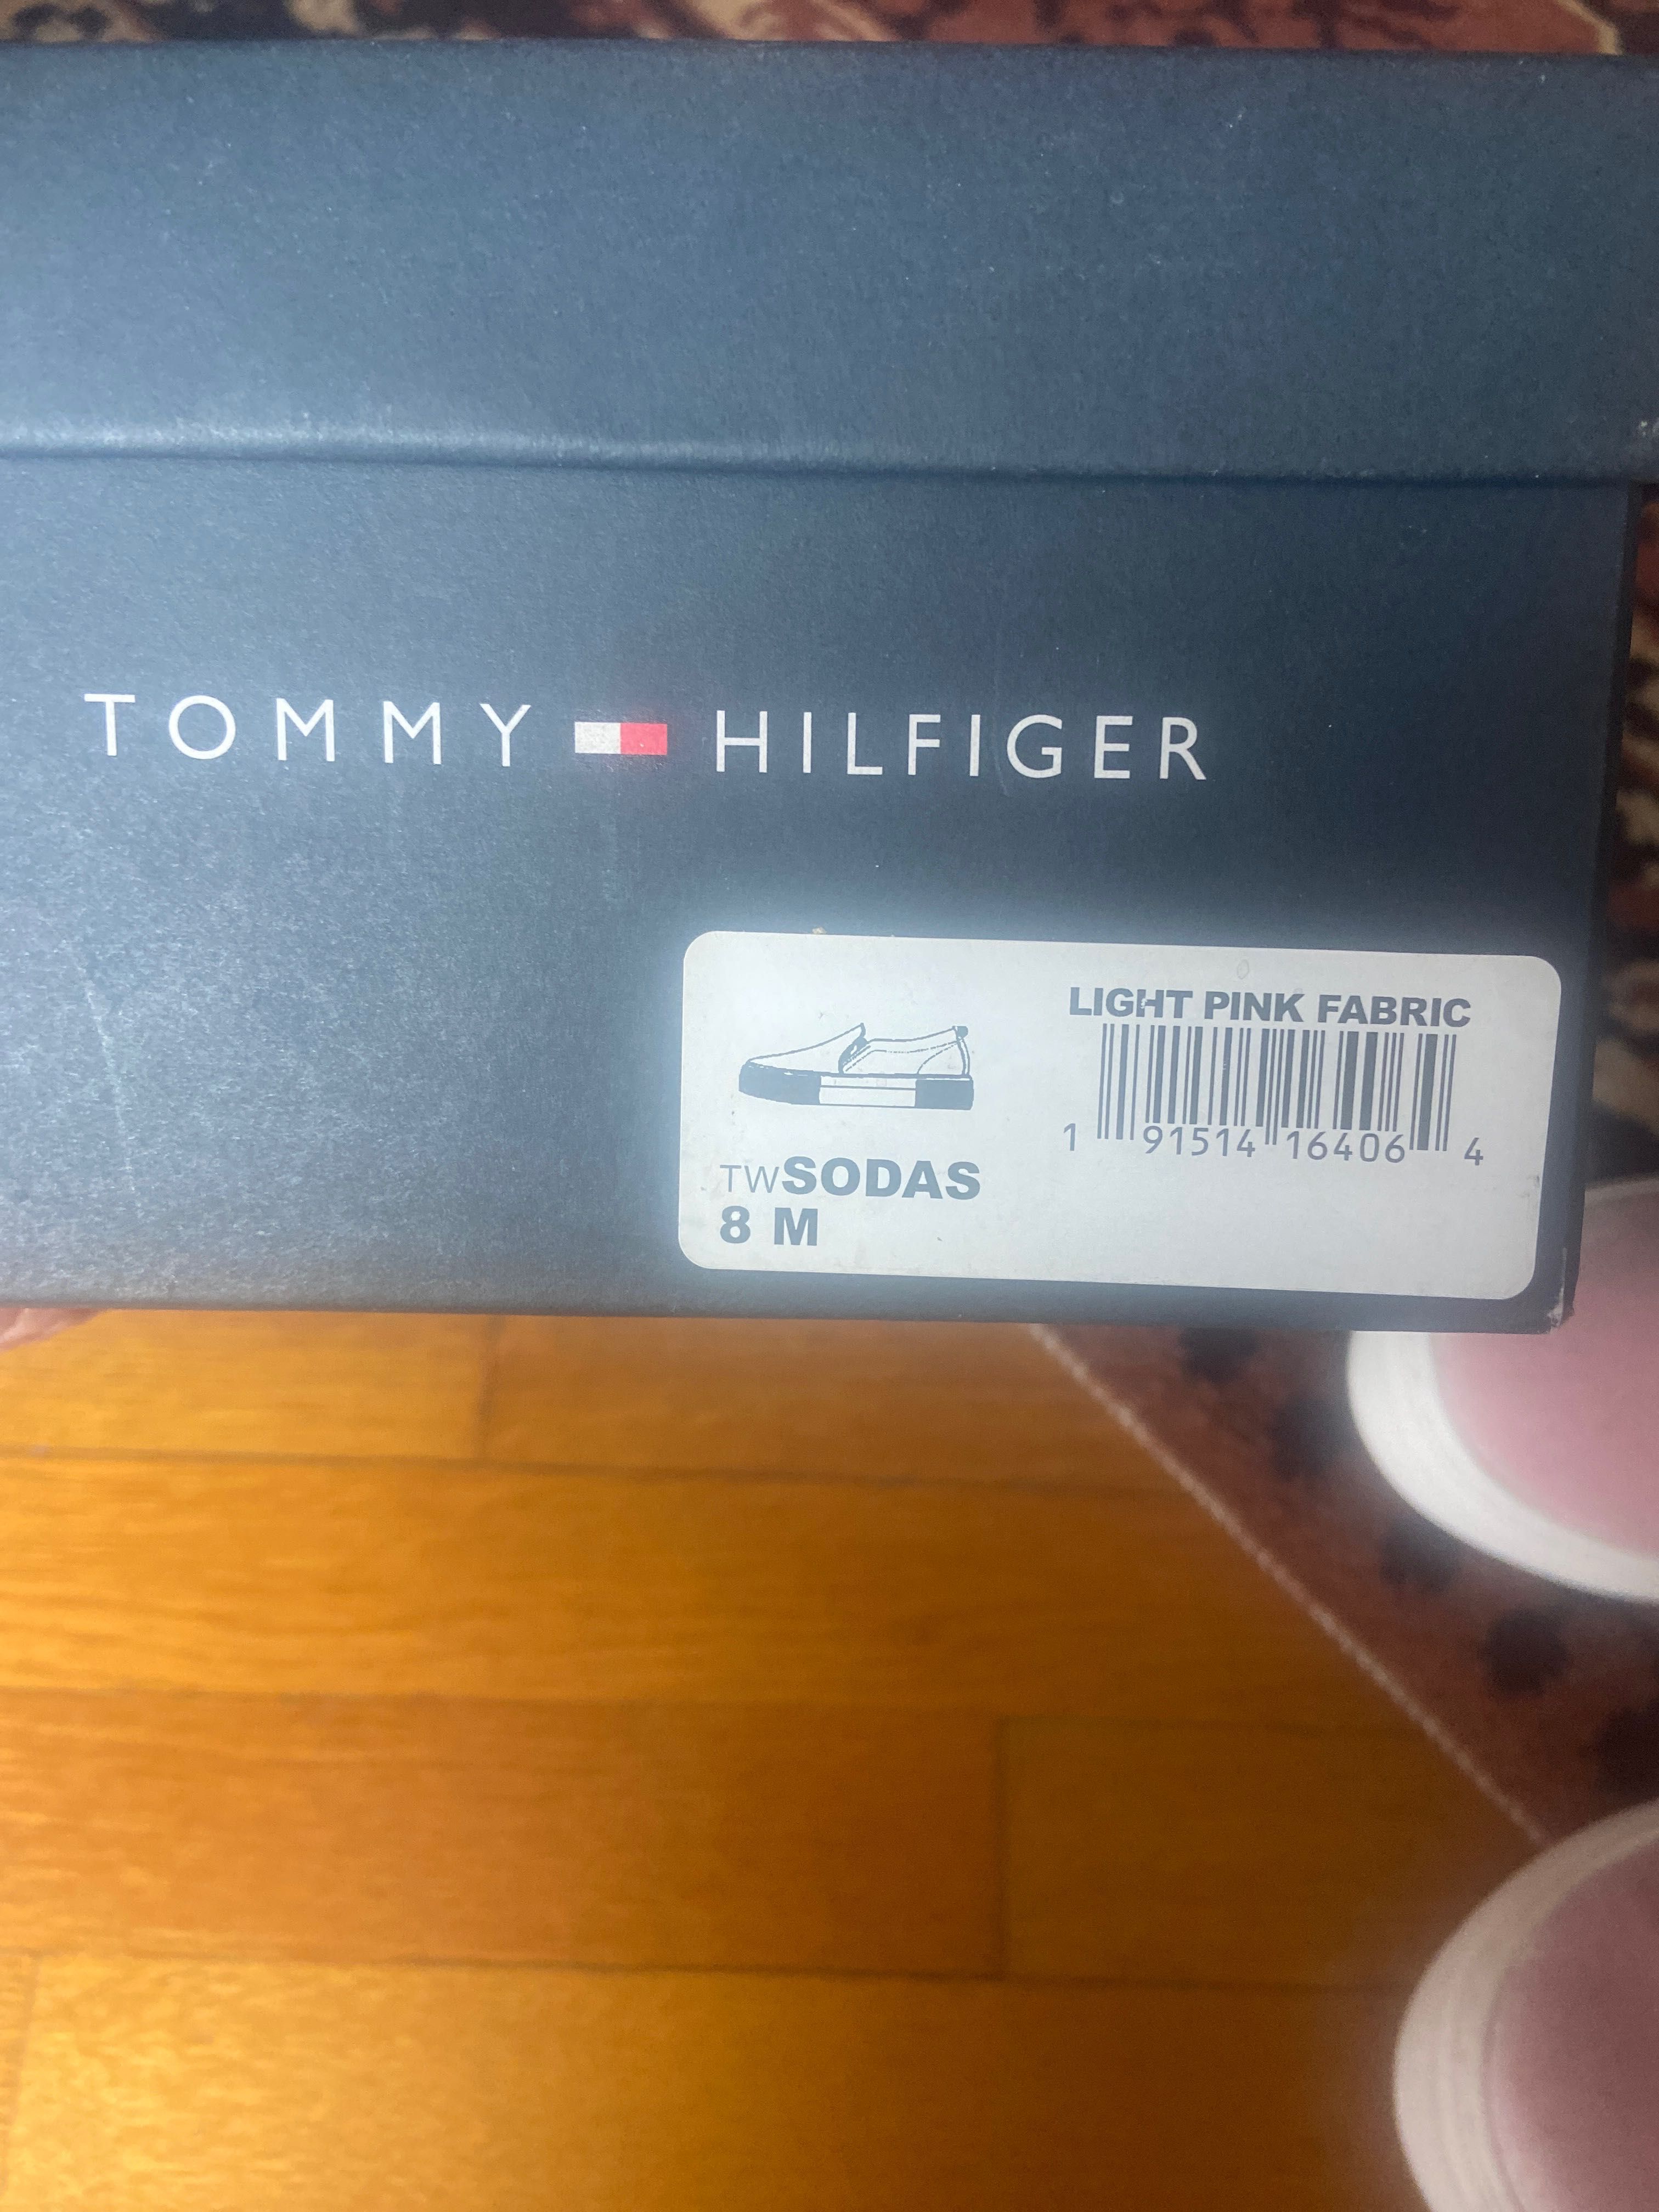 TOMMY HILFIGER
LIGHT PINK FABRIC
1 91514 16406 4
TWSODAS
8 M